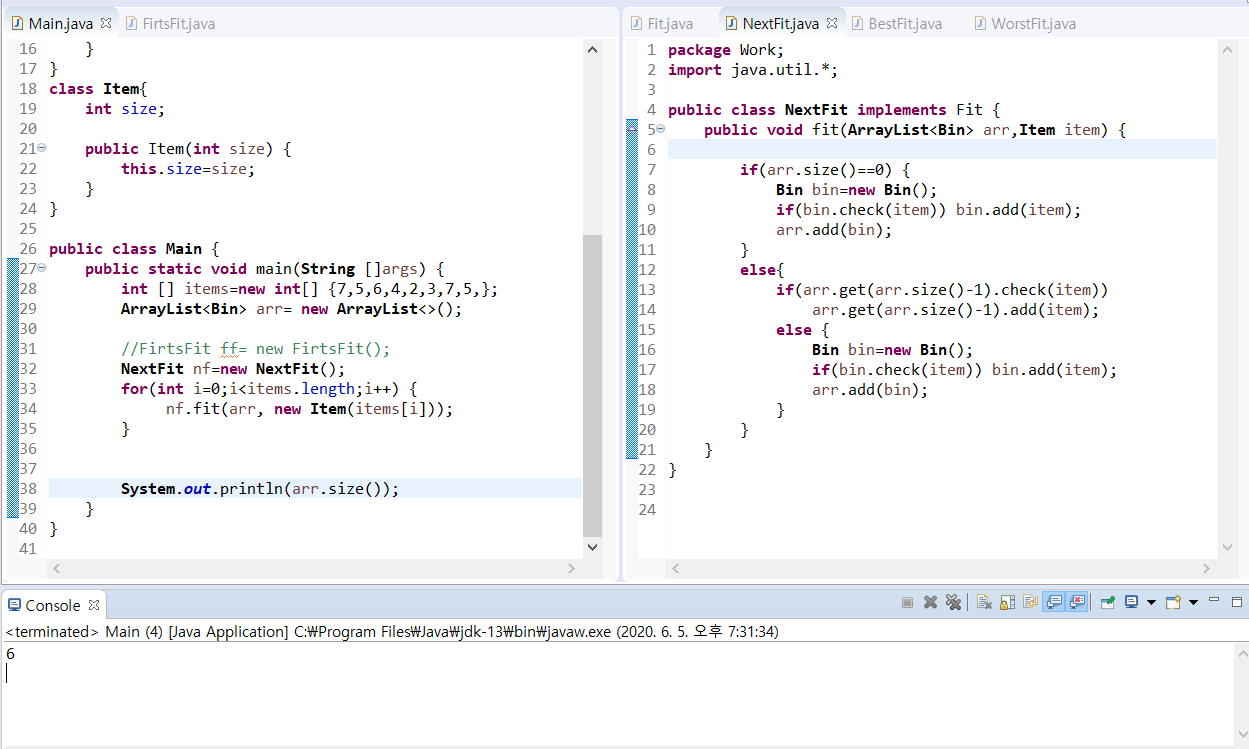 Main.java FirtsFit.java
16 }
17 }
18 class Item{
19 int size;
20
21 public Item(int size) {
22 this.size=size;
23 }
24 }
25
26 public class Main {
27 public static void main(String []args) {
28 int [] items=new int[] {7,5,6,4,2,3,7,5,};
29 ArrayList<Bin> arr= new ArrayList<>();
30
31 //FirtsFit ff= new FirtsFit();
32 NextFit nf=new NextFit();
33 for(int i=0;i<items.length;i++) {
34 nf.fit(arr, new Item(items[i]));
35 }
36
37
38 System.out.println(arr.size());
39 }
40 }
41
Fit.java NextFit.java BestFit.java WorstFit.java
1 package Work;
2 import java.util.*;
3
4 public class NextFit implements Fit {
5 public void fit(ArrayList<Bin> arr,Item item) {
6
7 if(arr.size()==0) {
8 Bin bin=new Bin();
9 if(bin.check(item)) bin.add(item);
10 arr.add(bin);
11 }
12 else{
13 if(arr.get(arr.size()-1).check(item))
14 arr.get(arr.size()-1).add(item);
15 else {
16 Bin bin=new Bin();
17 if(bin.check(item)) bin.add(item);
18 arr.add(bin);
19 }
20 }
21 }
22 }
23
24
Console
<terminated> Main (4) [Java Application] C:₩Program Files₩Java₩jdk-13₩bin₩javaw.exe (2020. 6. 5. 오후 7:31:34)
6